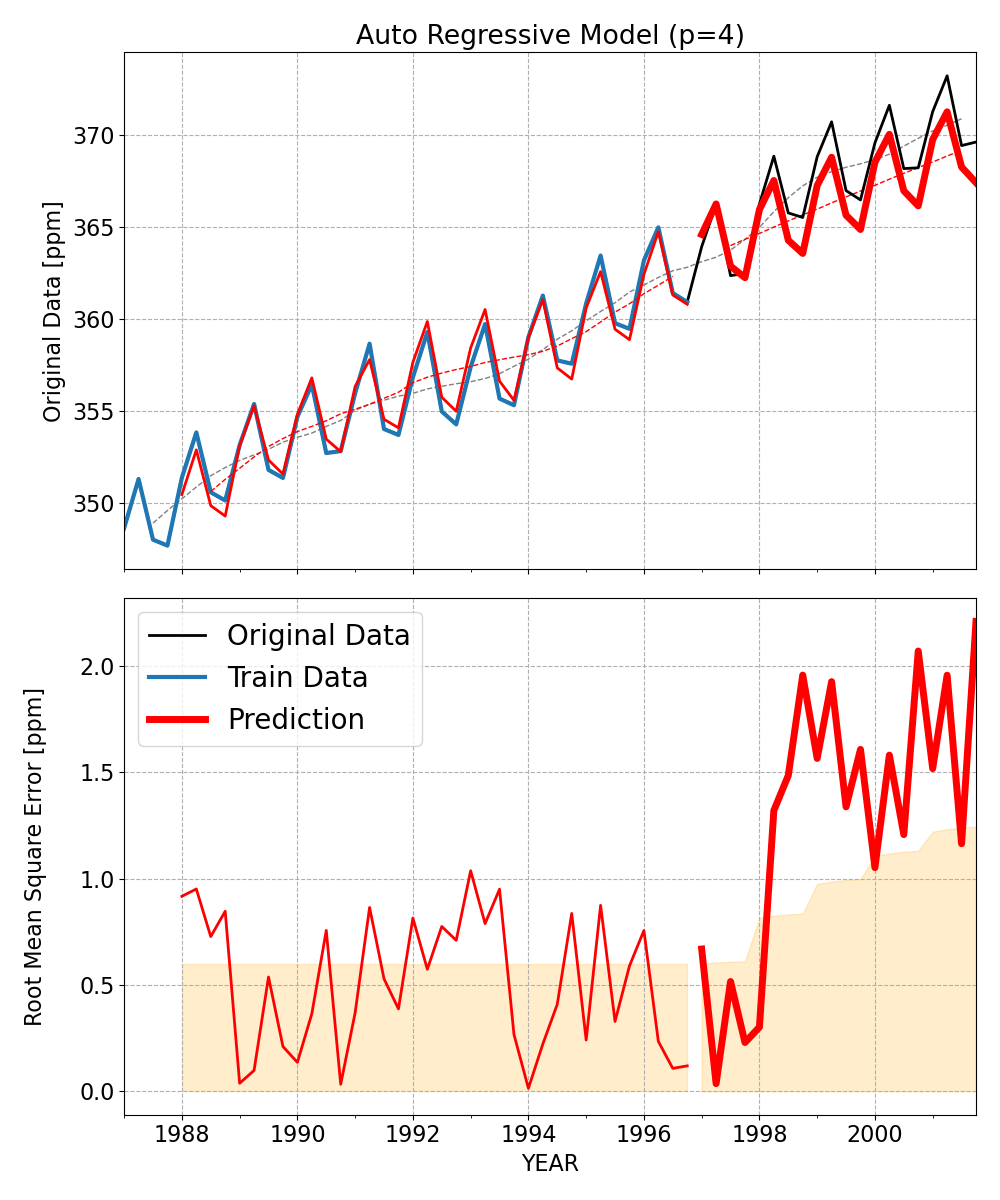 Auto Regressive Model (p=4)
Original Data [ppm]
370
365
360
355
350
Root Mean Square Error [ppm]
2.0
1.5
1.0
0.5
0.0
Original Data
Train Data
Prediction
1988 1990 1992 1994 1996 1998 2000
YEAR